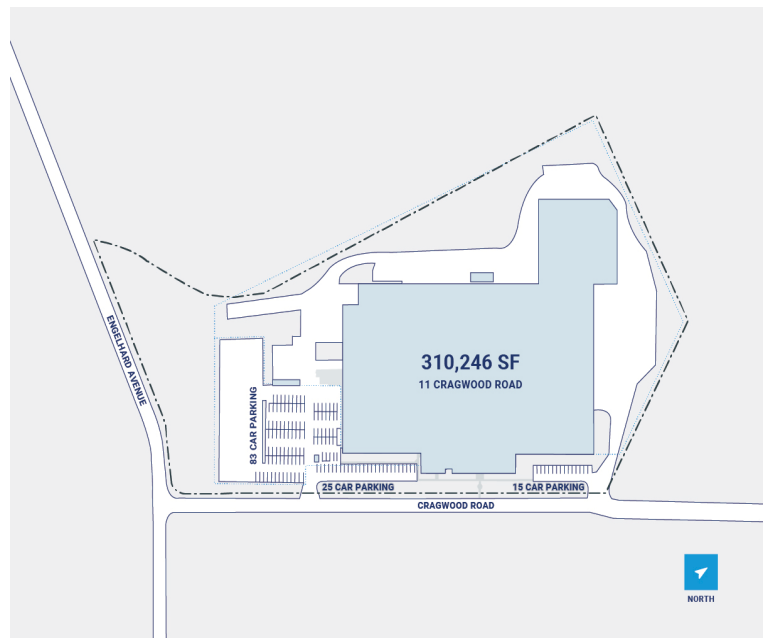 310,246 SF
11 CRAGWOOD ROAD
ENGELHARD AVENUE
83 CAR PARKING
25 CAR PARKING
15 CAR PARKING
CRAGWOOD ROAD
NORTH